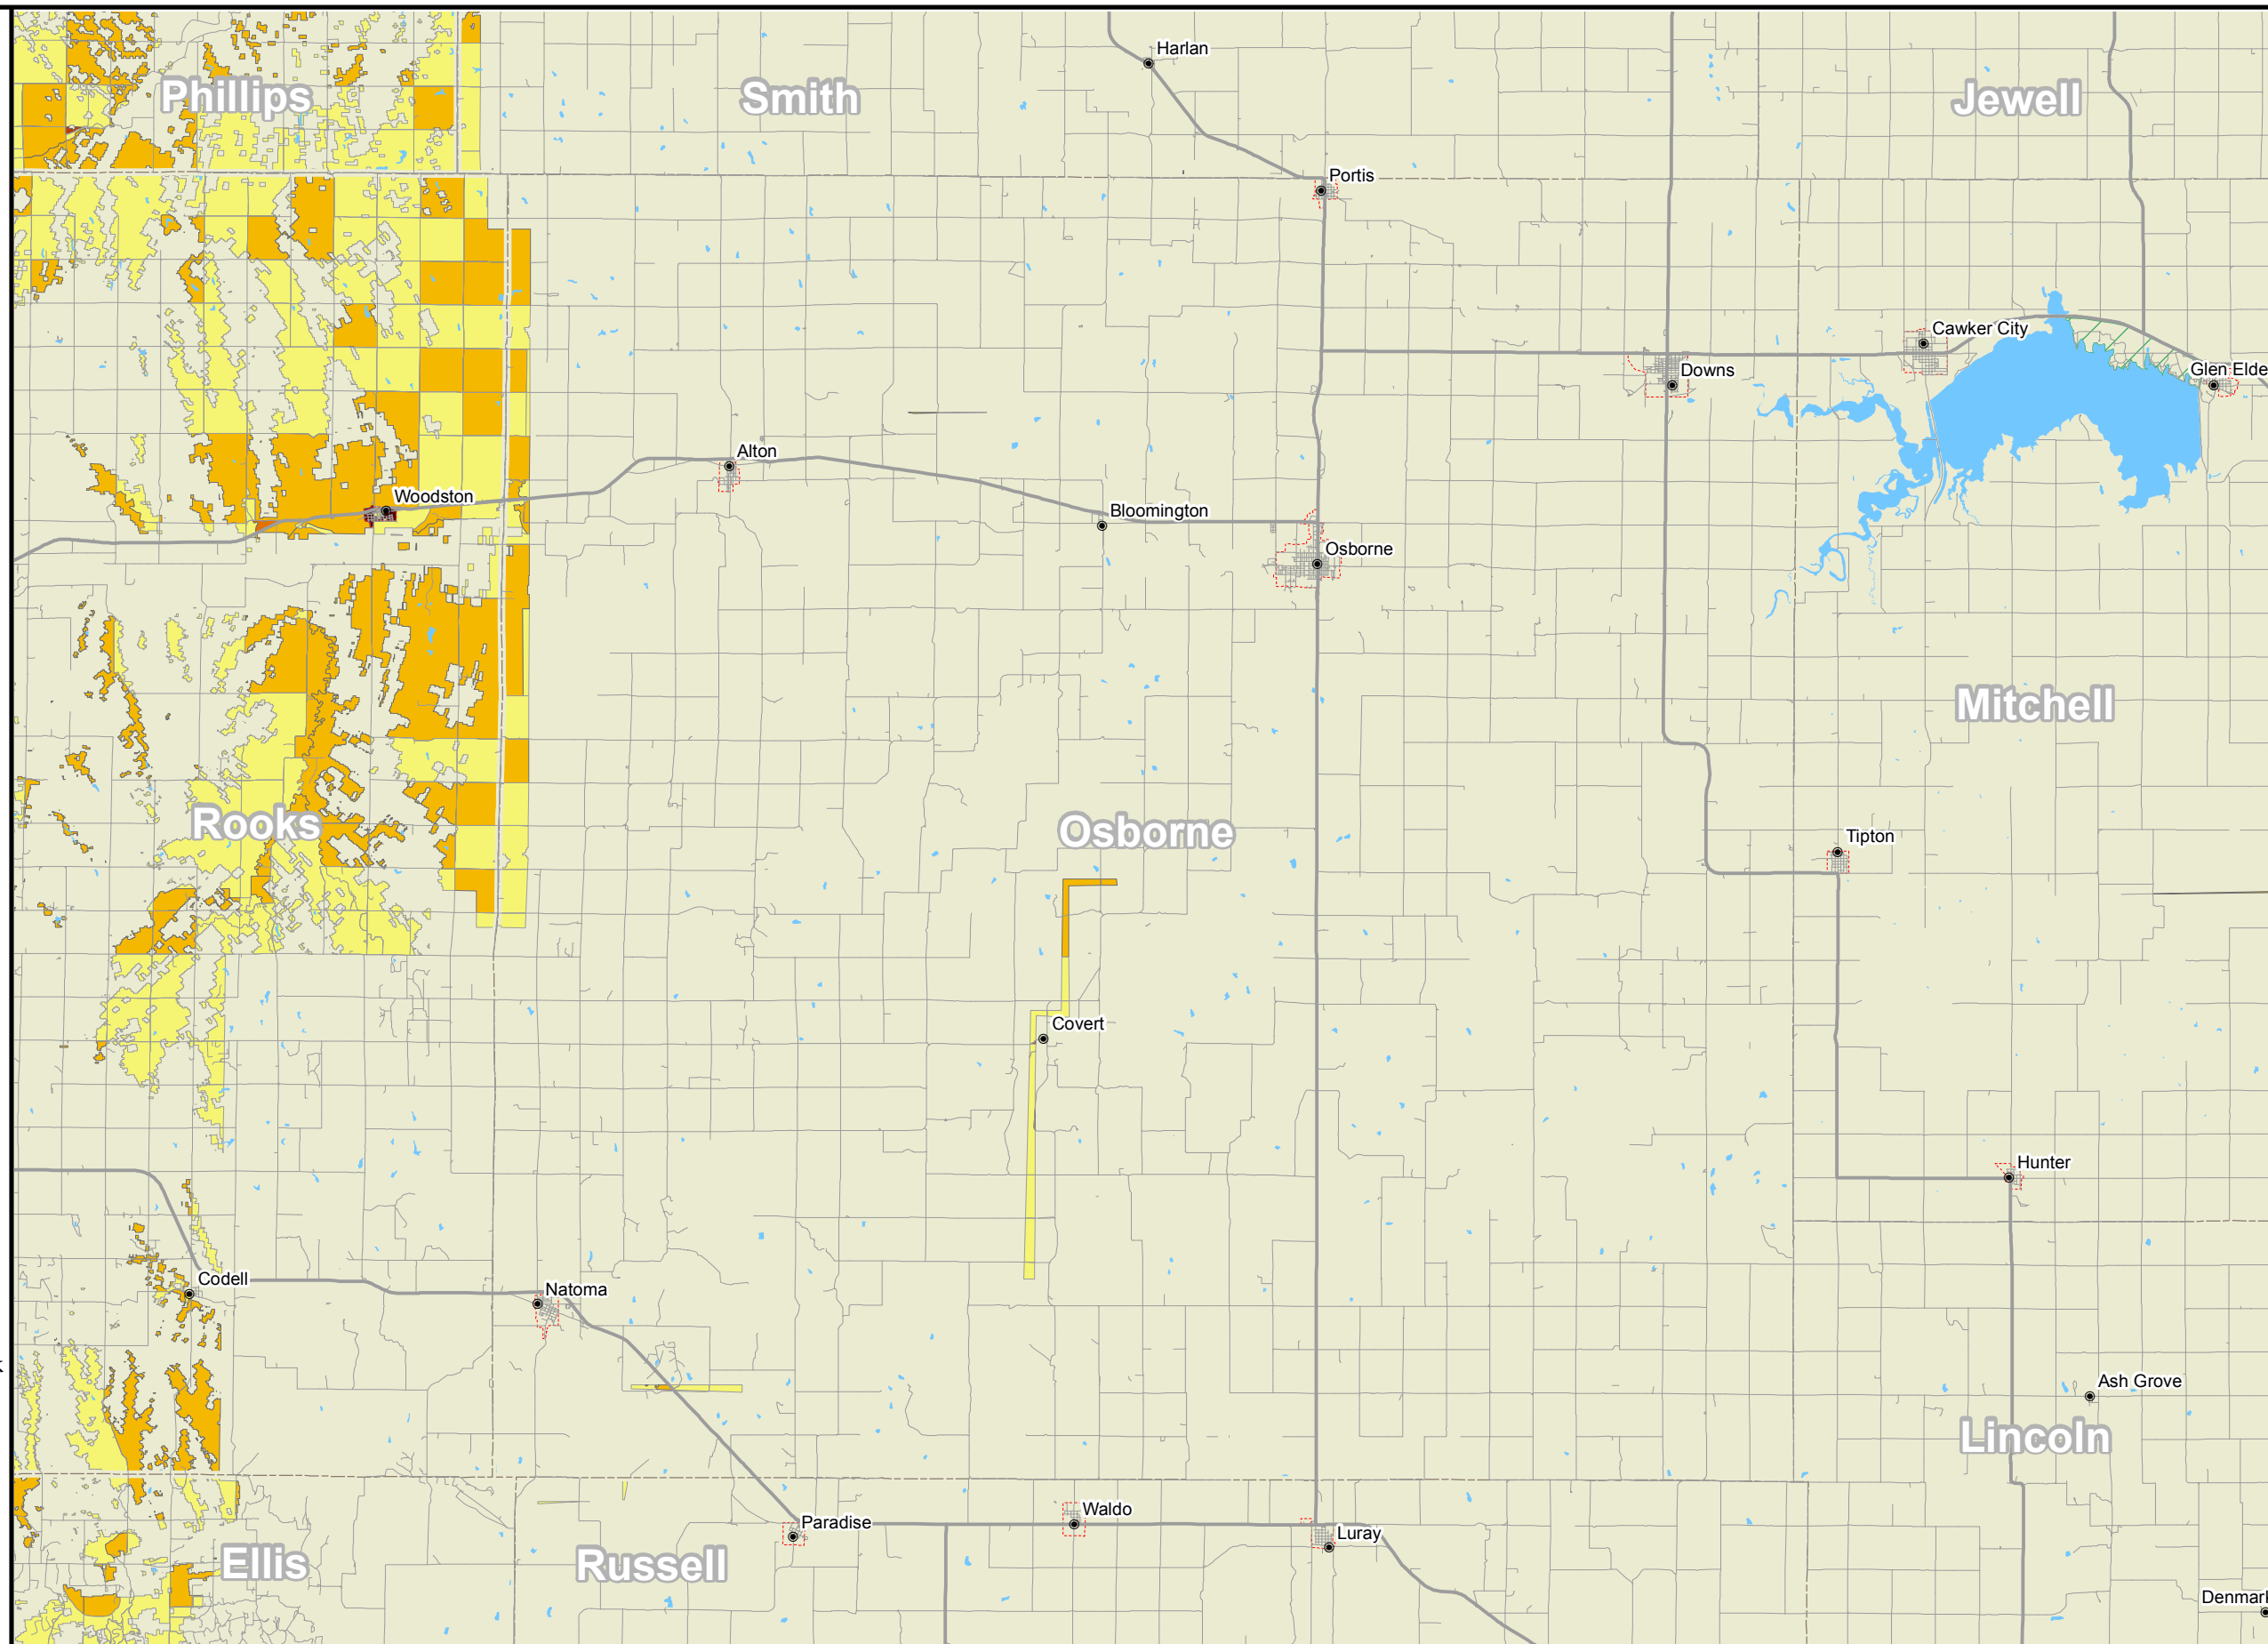 Harlan
Phillips
Smith
Jewell
Portis
Cawker City
Downs
Glen Elde
Alton
Woodston
Bloomington
Osborne
Mitchell
Rooks
Osborne
Tipton
Covert
Hunter
Codell
Natoma
Ash Grove
Lincoln
Waldo
Paradise
Luray
Ellis
Russell
Denmark